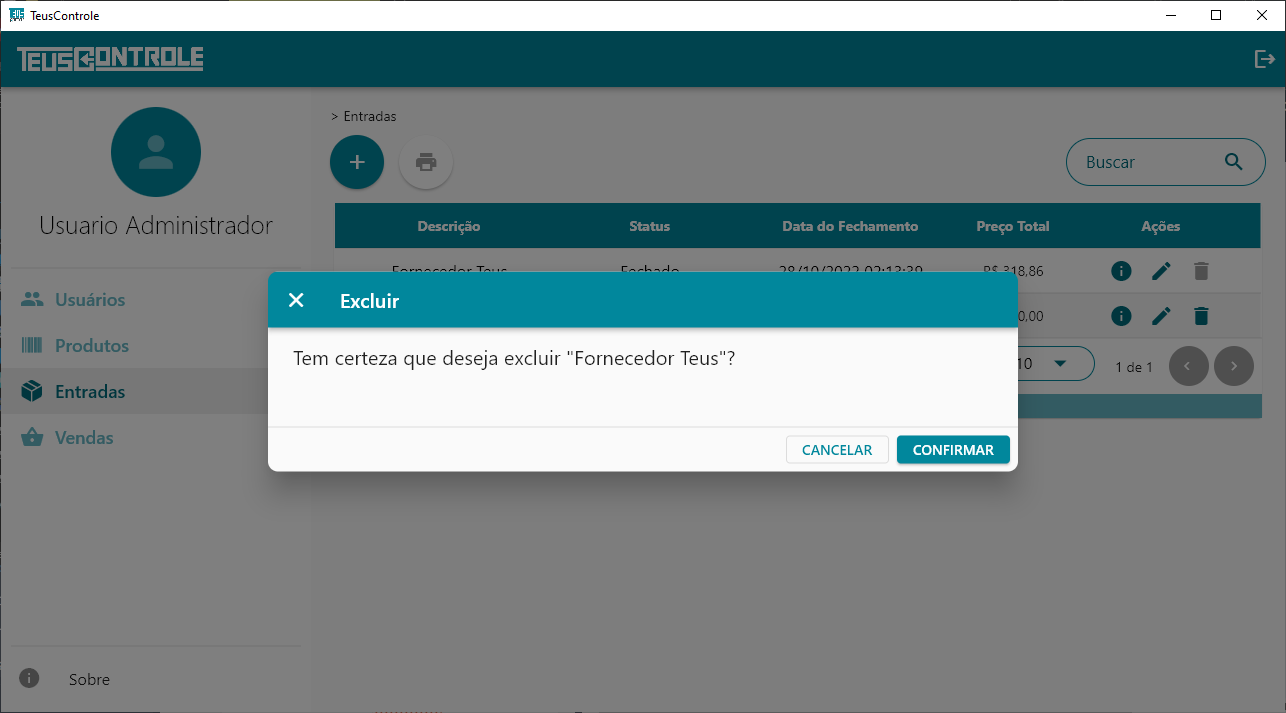 TeusControle
TEUSCONTROLE
> Entradas
Usuario Administrador
Buscar
Descrição Status Data do Fechamento Preço Total Ações
Fornecedor Teus Fechado 28/10/2022 02:13:39 R$ 318,86
Usuários
Produtos
Entradas
Vendas
Excluir
0,00
Tem certeza que deseja excluir "Fornecedor Teus"?
10 1 de 1
CANCELAR CONFIRMAR
Sobre